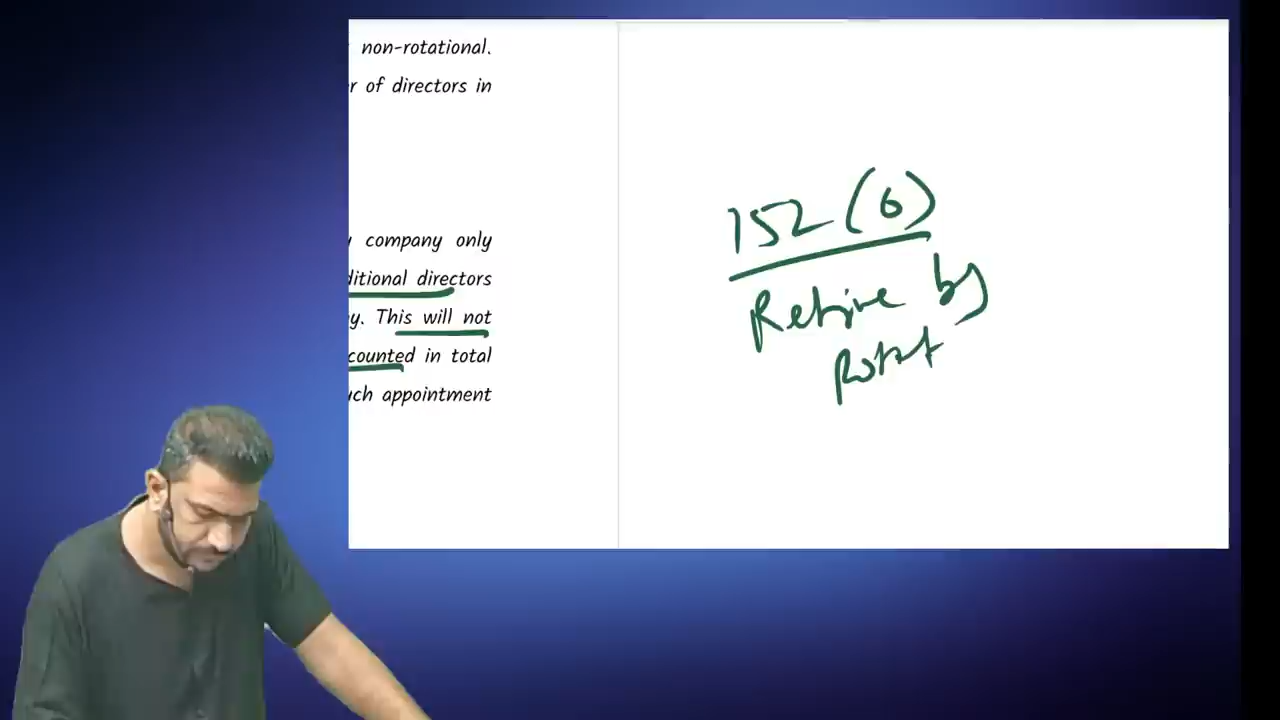 non-rotational.
r of directors in
company only
ditional directors
y. This will not
counted in total
uch appointment
152 (6)
Retire by
Rotat